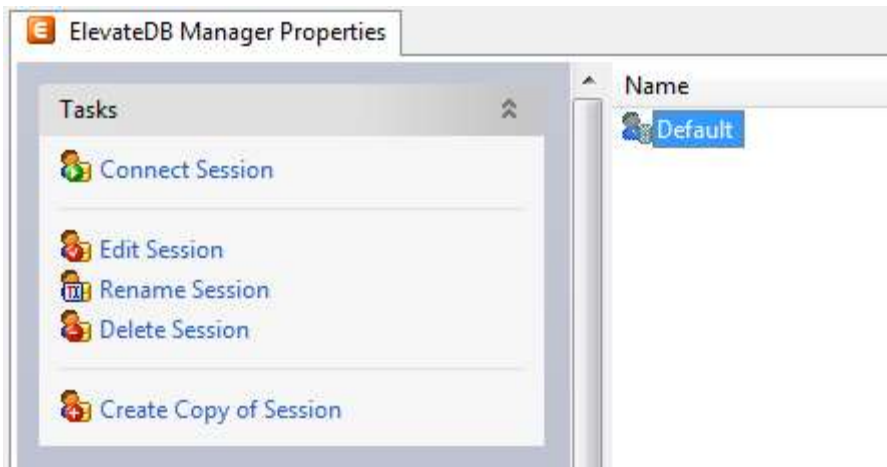 ElevateDB Manager Properties
Tasks
Connect Session
Edit Session
Rename Session
Delete Session
Create Copy of Session
Name
Default